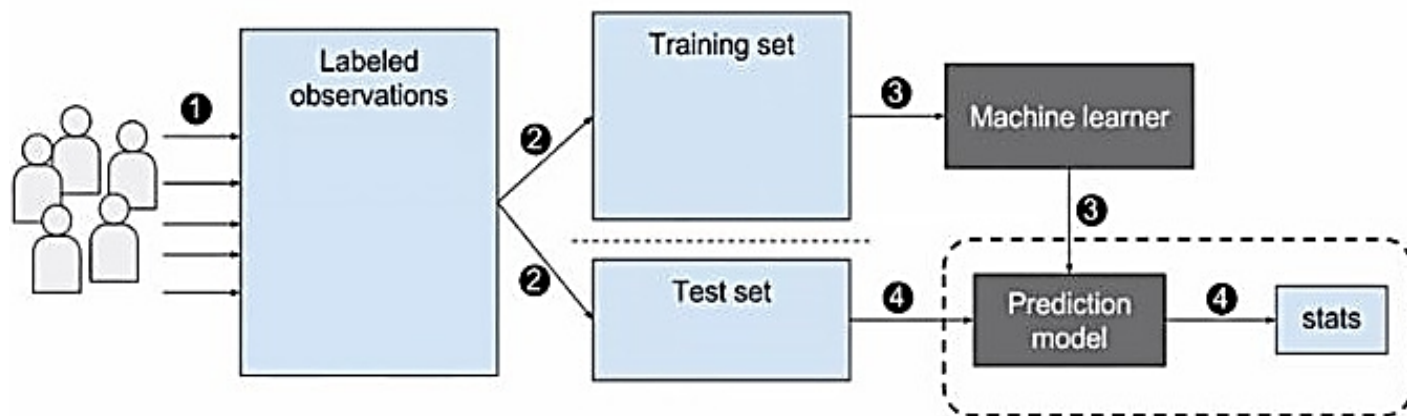 1
Labeled
observations
2
2
Training set
Test set
3
Machine learner
3
4
Prediction
model
4
stats